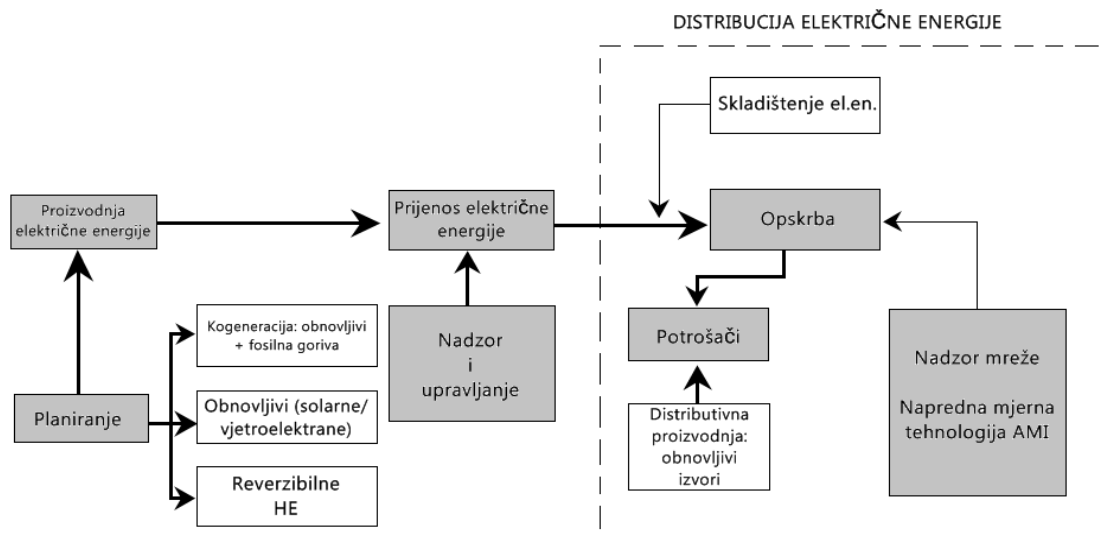 DISTRIBUCIJA ELEKTRIČNE ENERGIJE
Skladištenje el.en.
Proizvodnja
električne energije
Prijenos električne
energije
Opskrba
Kogeneracija: obnovljivi
+ fosilna goriva
Nadzor
i
upravljanje
Potrošači
Nadzor mreže
Napredna mjerna
tehnologija AMI
Planiranje
Obnovljivi (solarne/
vjetroelektrane)
Distributivna
proizvodnja:
obnovljivi
izvori
Reverzibilne
HE